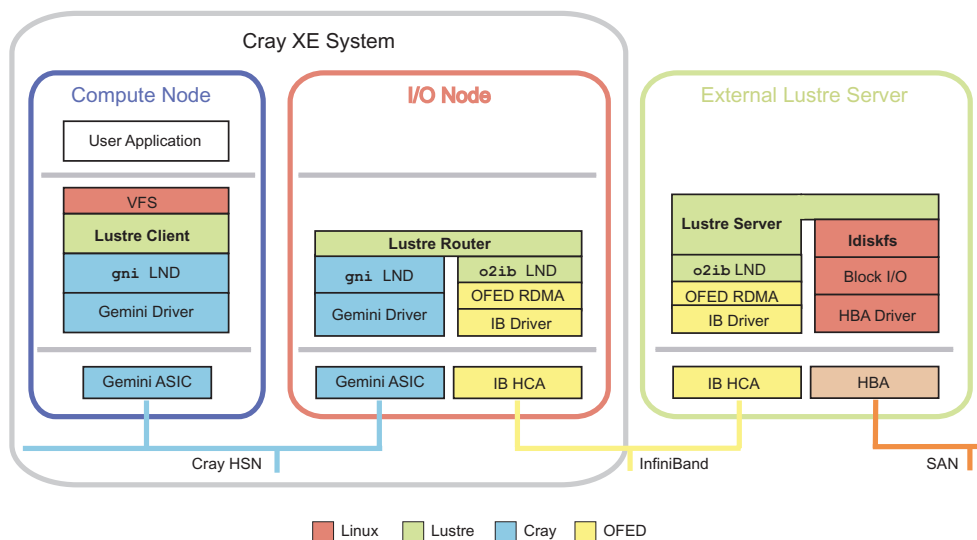 Cray XE System
Compute Node
User Application
VFS
Lustre Client
gni LND
Gemini Driver
Gemini ASIC
I/O Node
Lustre Router
gni LND
Gemini Driver
o2ib LND
OFED RDMA
IB Driver
Gemini ASIC
IB HCA
External Lustre Server
Lustre Server
o2ib LND
OFED RDMA
IB Driver
ldiskfs
Block I/O
HBA Driver
IB HCA
HBA
Cray HSN
InfiniBand
SAN
Linux
Lustre
Cray
OFED